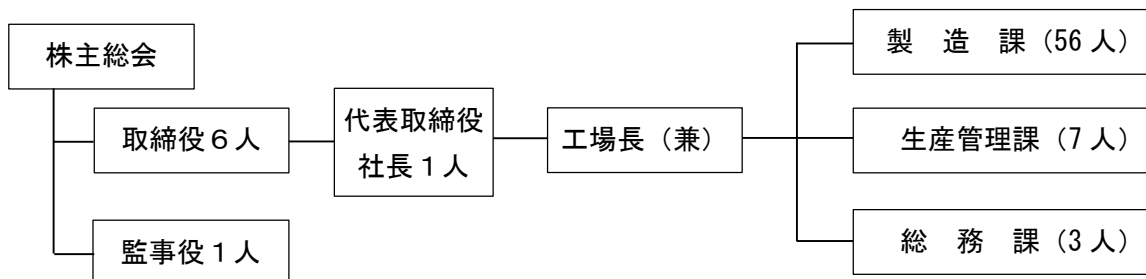 株主総会
取締役６人
監事役１人
代表取締役
社長１人
工場長（兼）
製　造　課（56人）
生産管理課（7人）
総　務　課（3人）